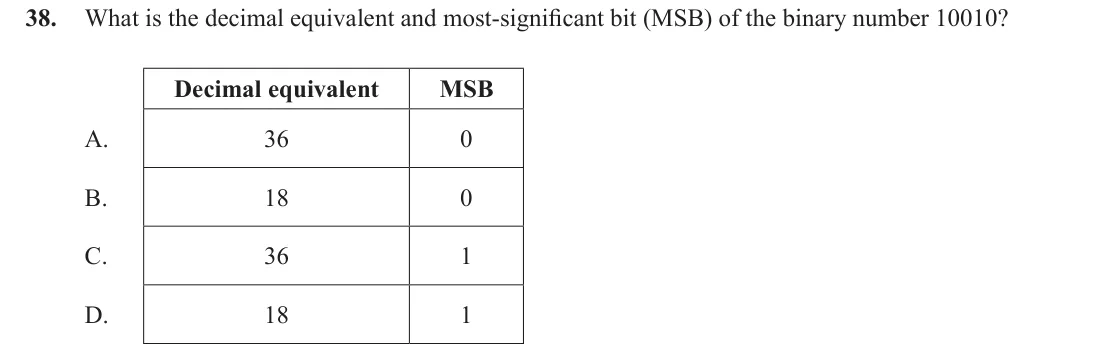 38. What is the decimal equivalent and most-significant bit (MSB) of the binary number 10010?
Decimal equivalent MSB
A. 36 0
B. 18 0
C. 36 1
D. 18 1